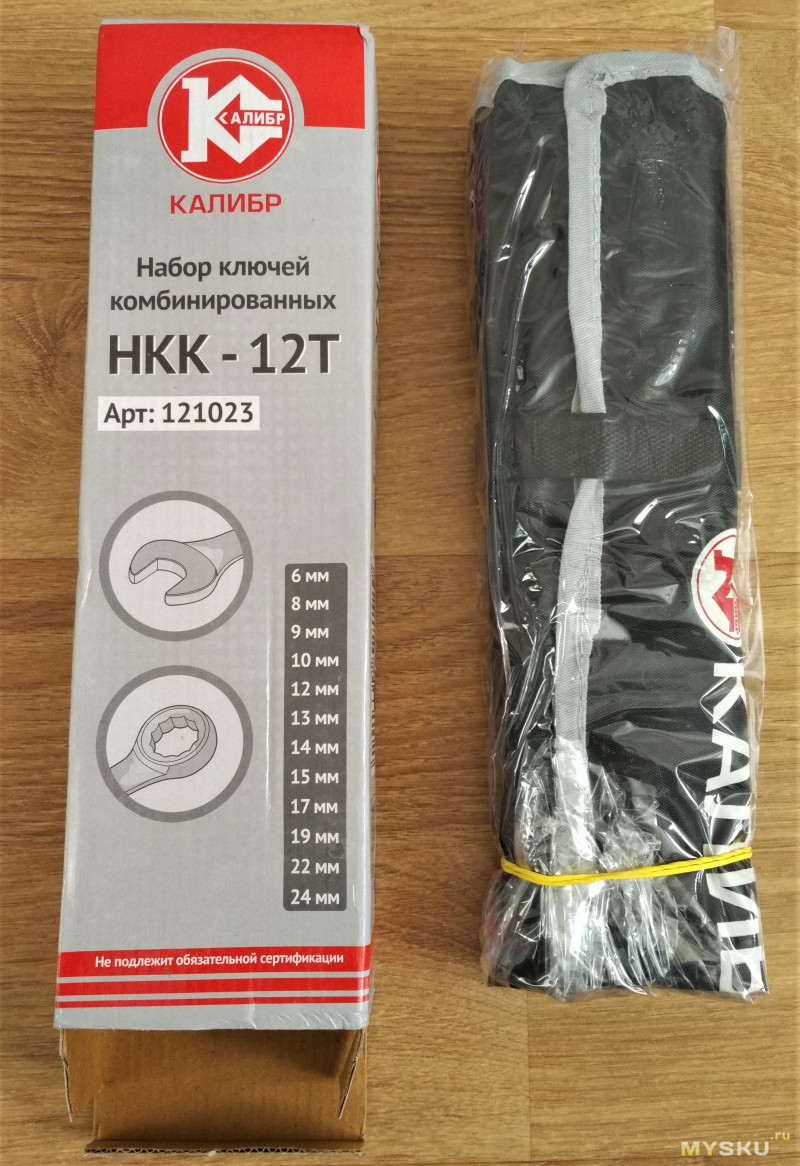 КАЛИБР
КАЛИБР
Набор ключей
комбинированных
НКК - 12Т
Арт: 121023
6 мм
8 мм
9 мм
10 мм
12 мм
13 мм
14 мм
15 мм
17 мм
19 мм
22 мм
24 мм
Не подлежит обязательной сертификации
КАЛИБ
MYSKU.ru